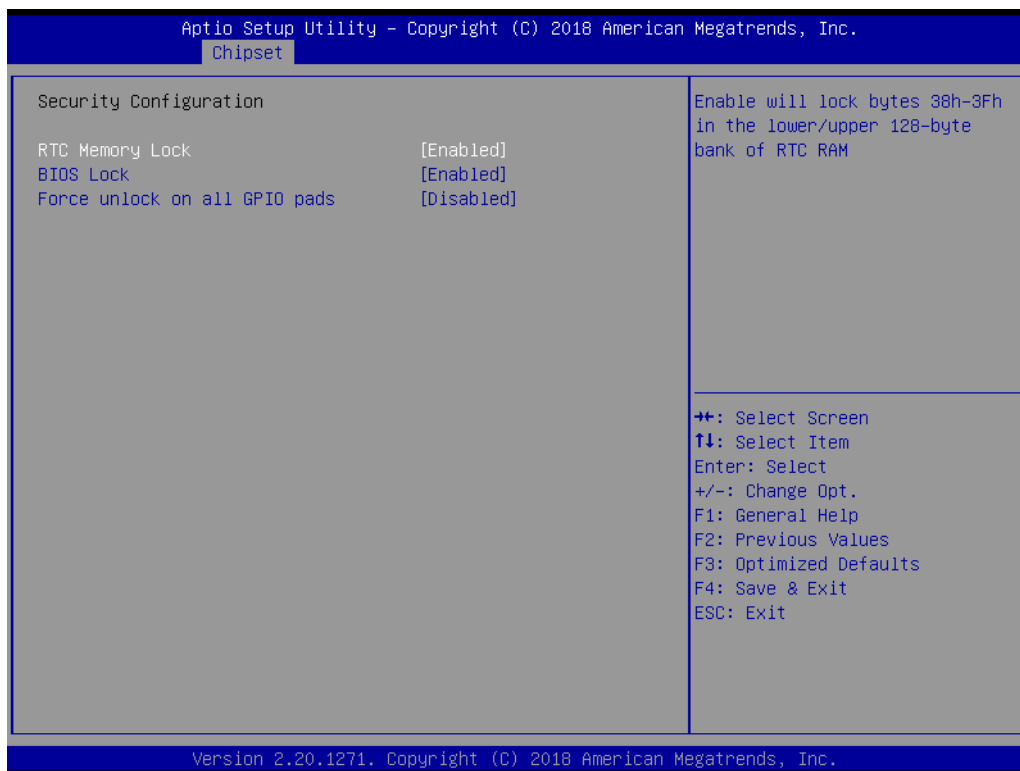 Aptio Setup Utility – Copyright (C) 2018 American Megatrends, Inc.
Chipset
Security Configuration
RTC Memory Lock [Enabled]
BIOS Lock [Enabled]
Force unlock on all GPIO pads [Disabled]
Enable will lock bytes 38h-3Fh
in the lower/upper 128-byte
bank of RTC RAM
→←: Select Screen
↑↓: Select Item
Enter: Select
+/-: Change Opt.
F1: General Help
F2: Previous Values
F3: Optimized Defaults
F4: Save & Exit
ESC: Exit
Version 2.20.1271. Copyright (C) 2018 American Megatrends, Inc.